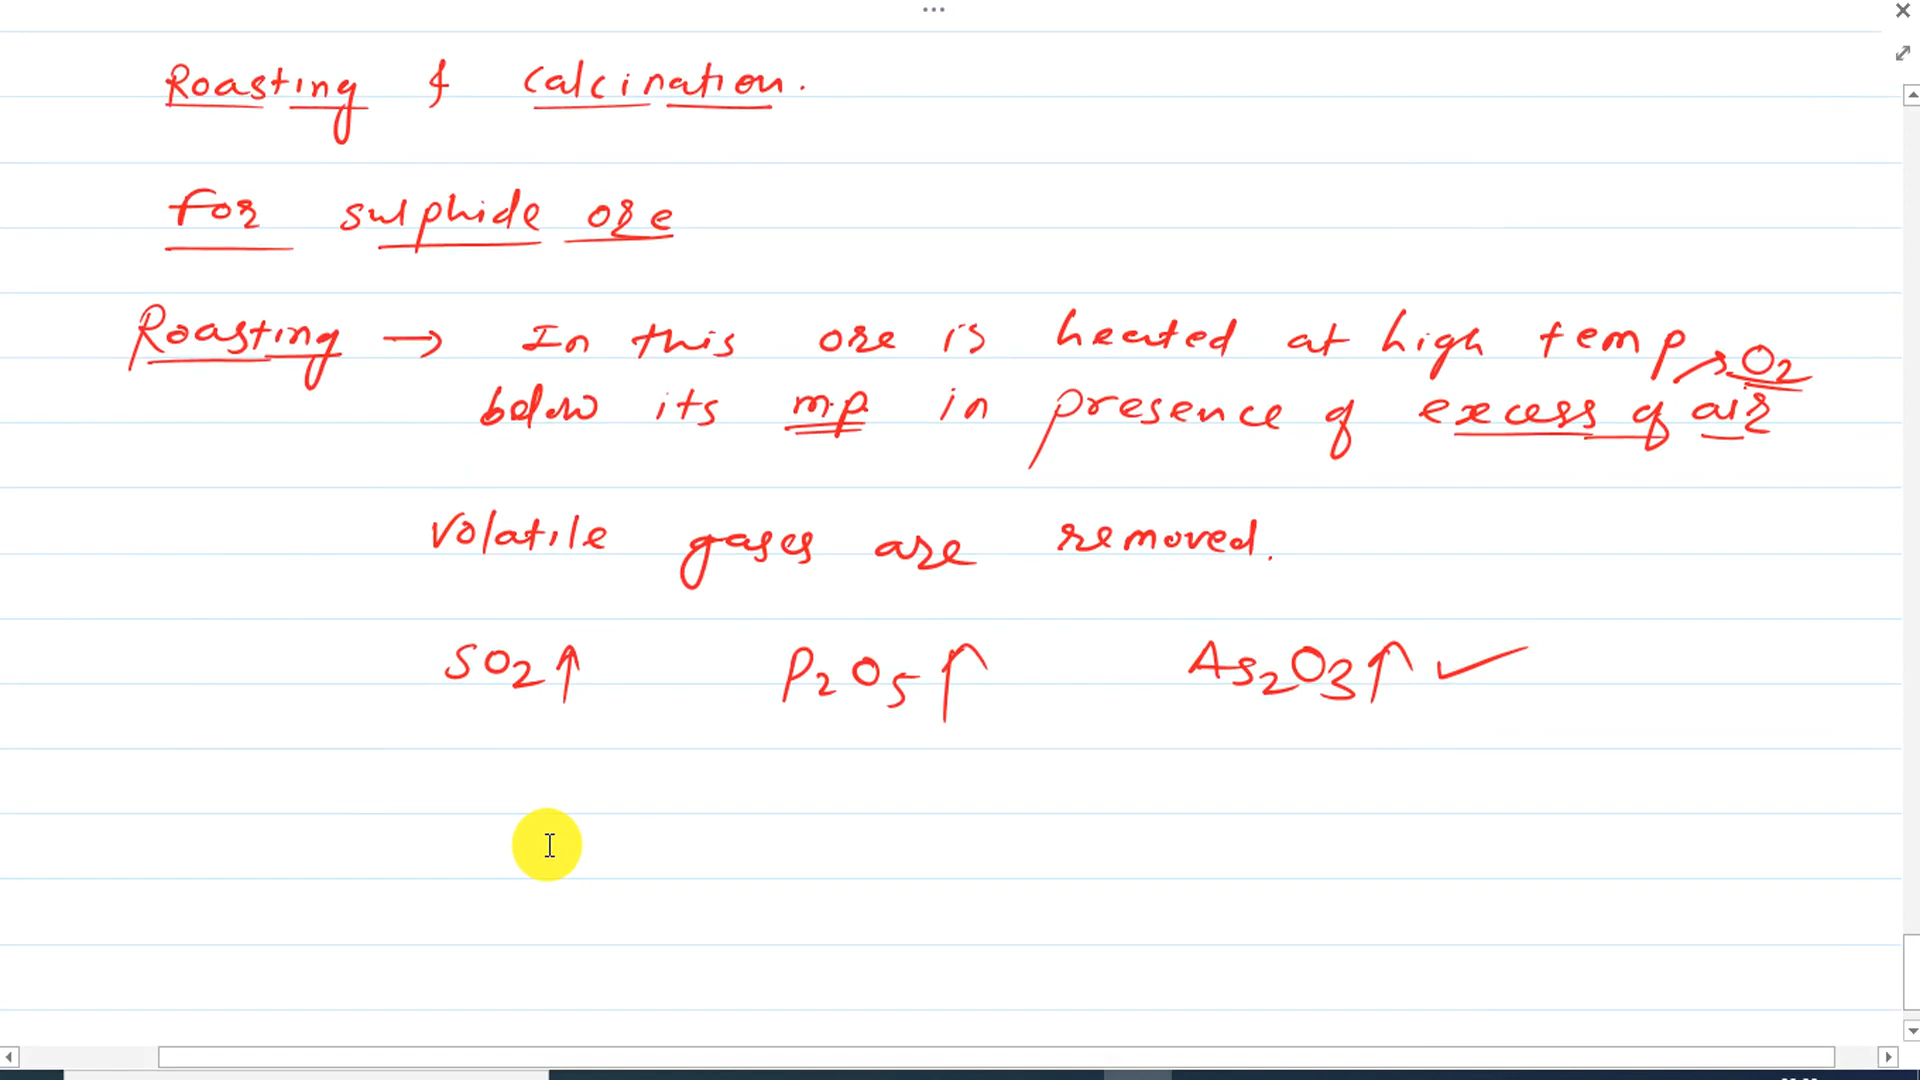 Roasting & Calcination.
For sulphide ore
Roasting → In this ore is heated at high temp
O2
below its m.p. in presence of excess of air
Volatile gases are removed.
SO2↑ P2O5↑ As2O3↑ ✓